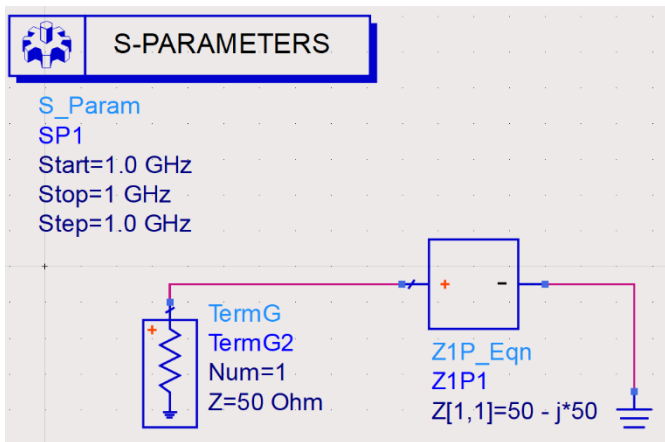 S-PARAMETERS
S_Param
SP1
Start=1.0 GHz
Stop=1 GHz
Step=1.0 GHz
+ -
+
TermG
TermG2
Num=1
Z=50 Ohm
Z1P_Eqn
Z1P1
Z[1,1]=50 - j*50